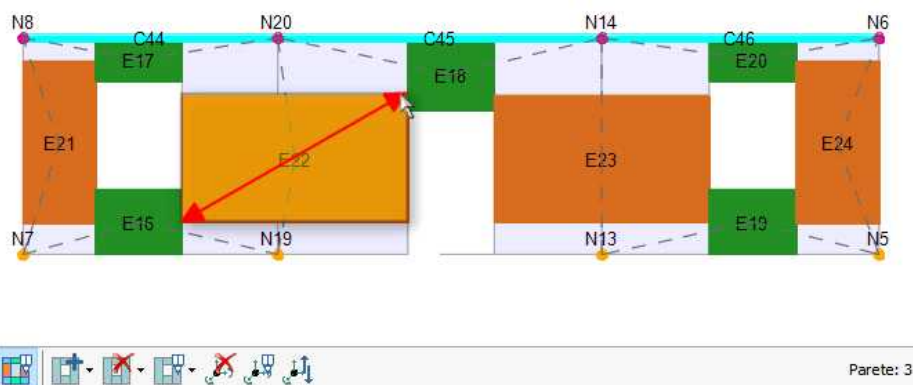 N8 N20 N14 N6
C44 C45 C46
E17 E18 E20
E21 E22 E23 E24
E15 E19
N7 N19 N13 N5
Parete: 3